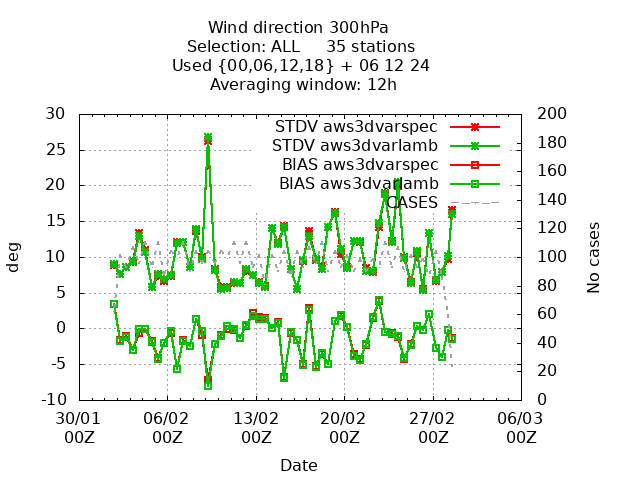 Wind direction 300hPa
Selection: ALL 35 stations
Used {00,06,12,18} + 06 12 24
Averaging window: 12h
30 200
STDV aws3dvarspec
25 180
STDV aws3dvarlamb
BIAS aws3dvarspec
160
20
BIAS aws3dvarlamb
140
CASES
15
120
10 100
deg
No cases
5 80
0
60
40
-5
20
-10 0
30/01 06/02 13/02 20/02 27/02 06/03
00Z 00Z 00Z 00Z 00Z 00Z
Date